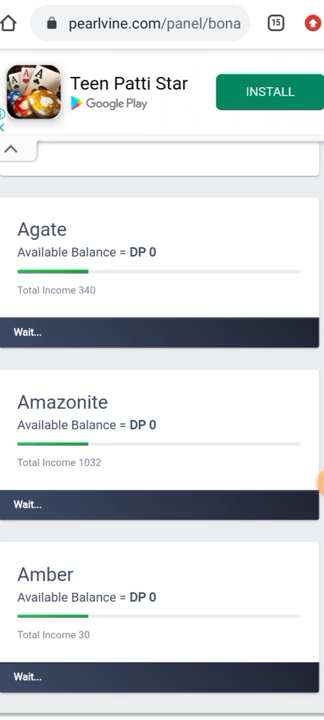 pearlvine.com/panel/bona
15
Teen Patti Star
Google Play
INSTALL
Agate
Available Balance = DP 0
Total Income 340
Wait...
Amazonite
Available Balance = DP 0
Total Income 1032
Wait...
Amber
Available Balance = DP 0
Total Income 30
Wait...